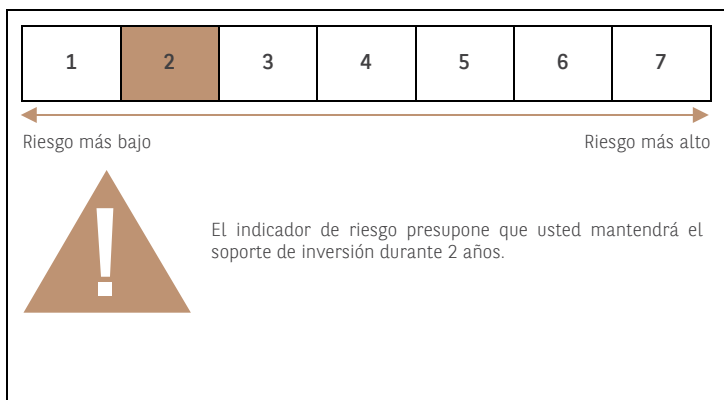 1 2 3 4 5 6 7
Riesgo más bajo Riesgo más alto
!
El indicador de riesgo presupone que usted mantendrá el
soporte de inversión durante 2 años.